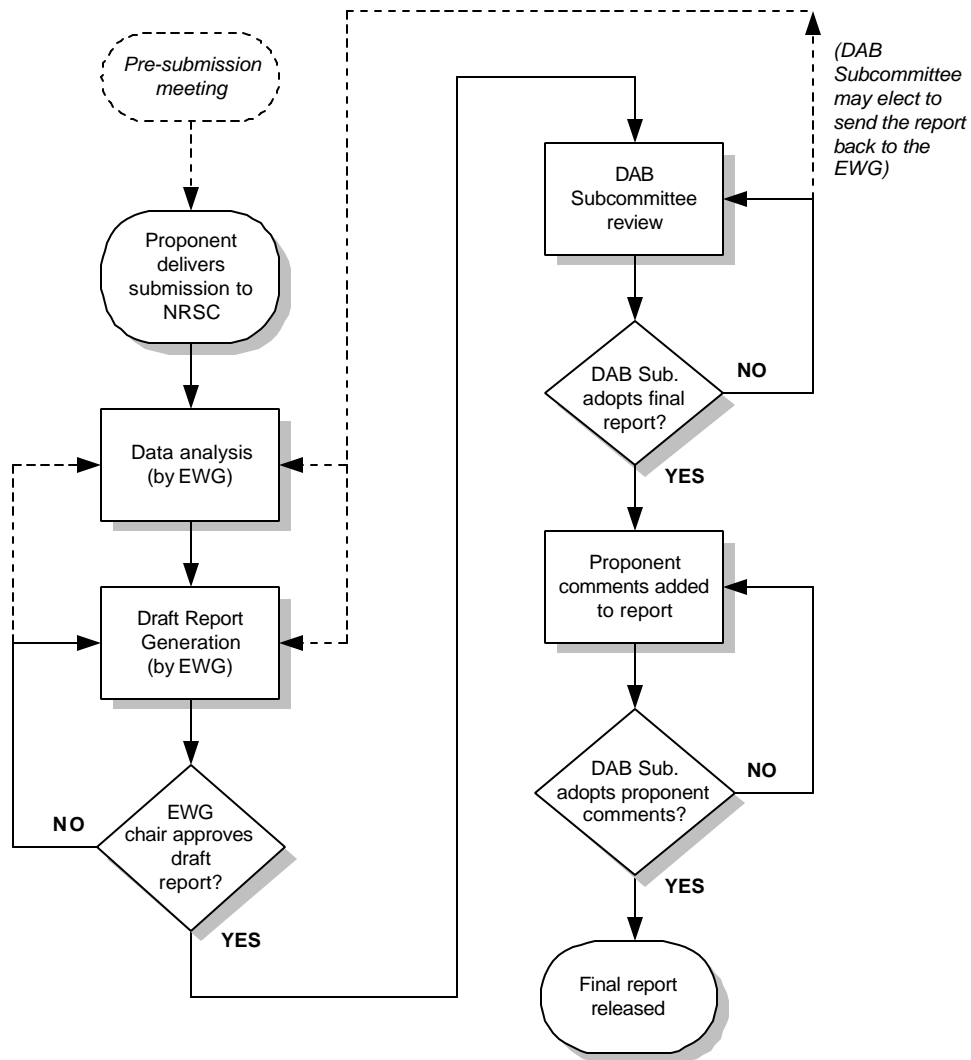 Pre-submission
meeting
Proponent
delivers
submission to
NRSC
Data analysis
(by EWG)
Draft Report
Generation
(by EWG)
EWG
chair approves
draft
report?
NO
YES
DAB
Subcommittee
review
(DAB
Subcommittee
may elect to
send the report
back to the
EWG)
DAB Sub.
adopts final
report?
NO
YES
Proponent
comments added
to report
DAB Sub.
adopts proponent
comments?
NO
YES
Final report
released